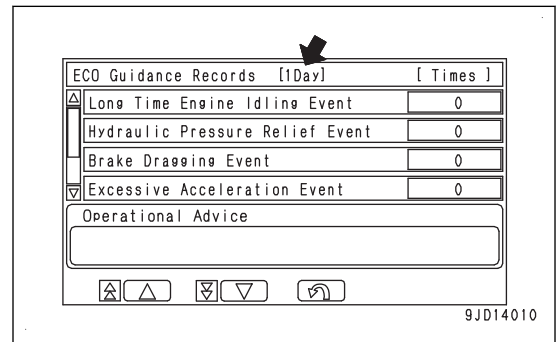 ECO Guidance Records [1Day] [ Times ]
Long Time Engine Idling Event 0
Hydraulic Pressure Relief Event 0
Brake Dragging Event 0
Excessive Acceleration Event 0
Operational Advice
9JD14010